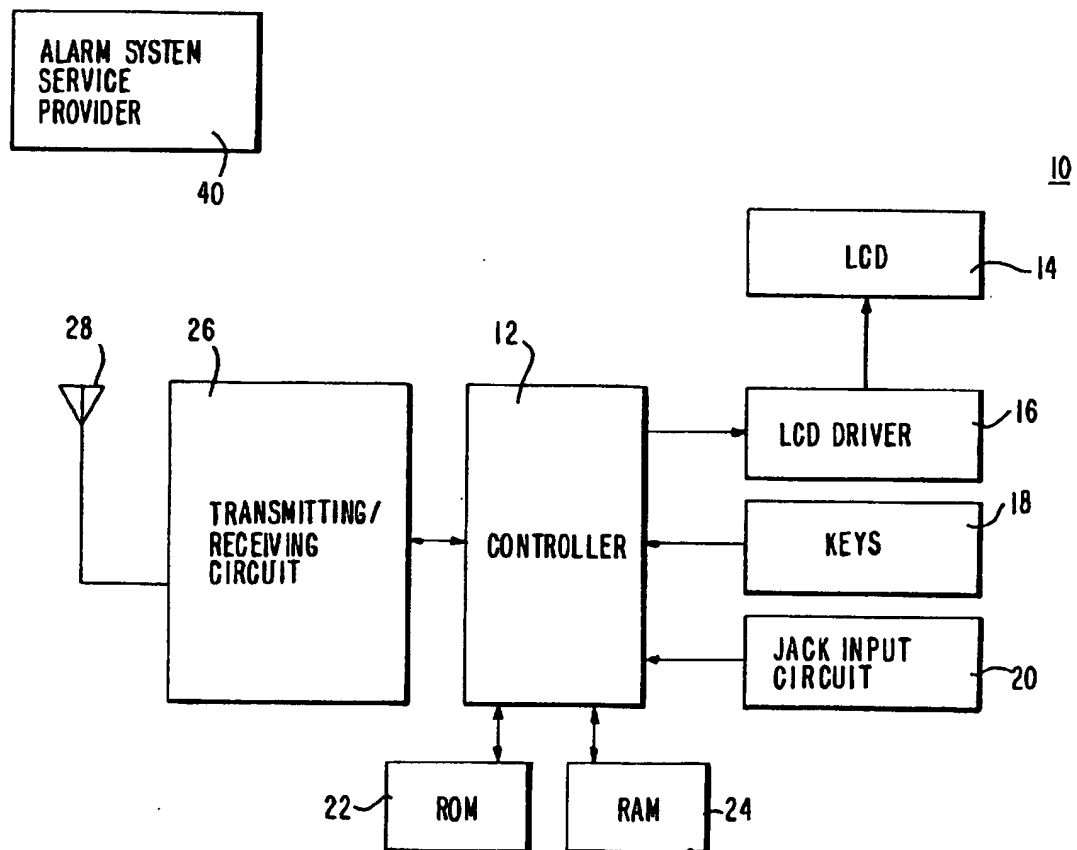 ALARM SYSTEM
SERVICE
PROVIDER
40
10
LCD
14
28
26
12
LCD DRIVER
16
TRANSMITTING/
RECEIVING
CIRCUIT
CONTROLLER
KEYS
18
JACK INPUT
CIRCUIT
20
22
ROM
RAM
24